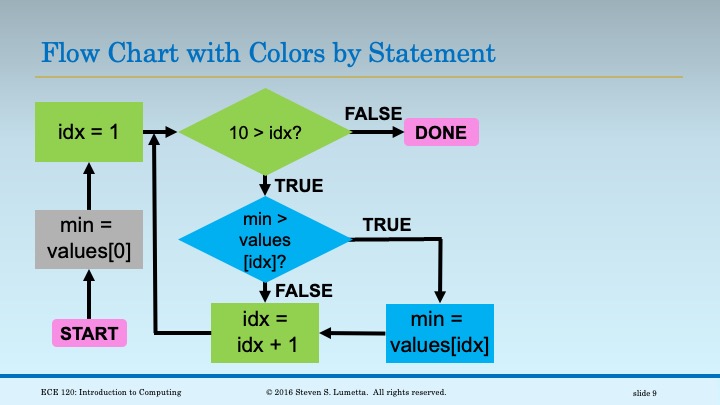 Flow Chart with Colors by Statement
idx = 1
10 > idx?
FALSE
DONE
TRUE
min =
values[0]
min >
values
[idx]?
TRUE
FALSE
START
idx =
idx + 1
min =
values[idx]
ECE 120: Introduction to Computing
© 2016 Steven S. Lumetta. All rights reserved.
slide 9